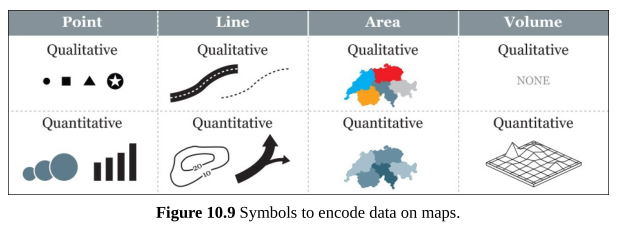 Point Line Area Volume
Qualitative Qualitative Qualitative Qualitative
NONE
Quantitative Quantitative Quantitative Quantitative
20
10
Figure 10.9 Symbols to encode data on maps.